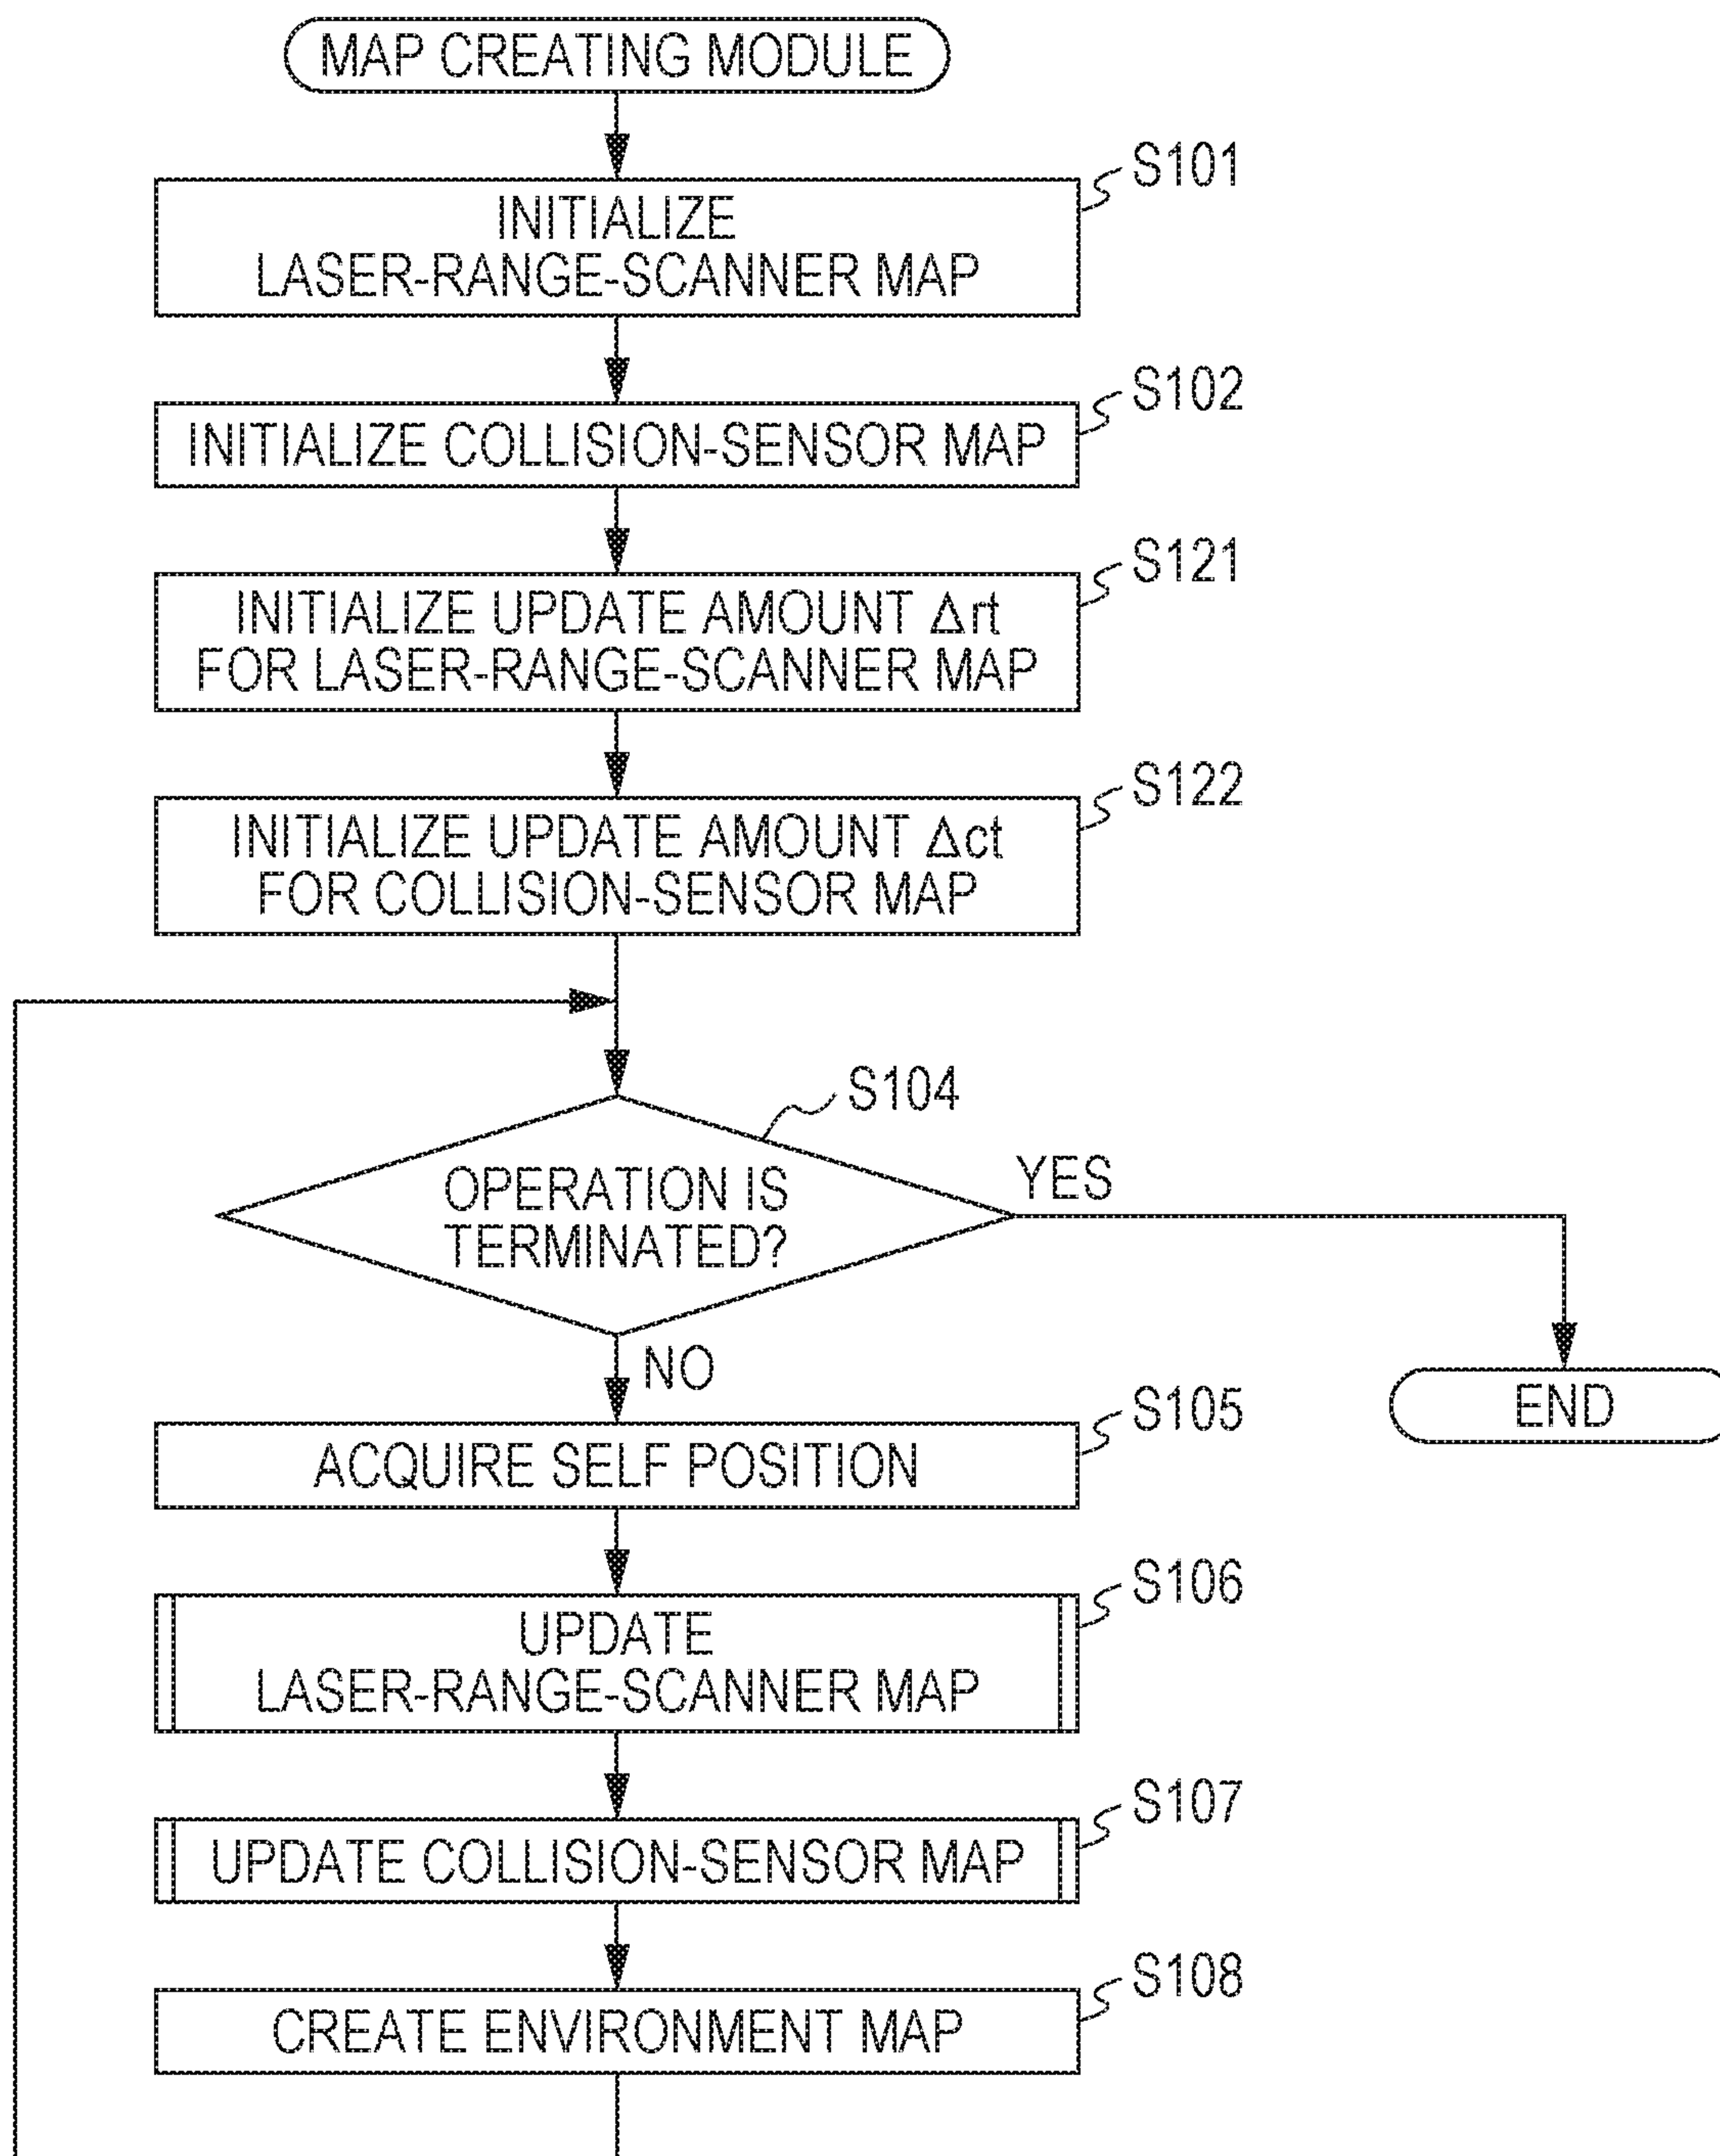 MAP CREATING MODULE
S101
INITIALIZE
LASER-RANGE-SCANNER MAP
S102
INITIALIZE COLLISION-SENSOR MAP
S121
INITIALIZE UPDATE AMOUNT Δrt
FOR LASER-RANGE-SCANNER MAP
S122
INITIALIZE UPDATE AMOUNT Δct
FOR COLLISION-SENSOR MAP
S104
OPERATION IS
TERMINATED?
YES
NO
END
S105
ACQUIRE SELF POSITION
S106
UPDATE
LASER-RANGE-SCANNER MAP
S107
UPDATE COLLISION-SENSOR MAP
S108
CREATE ENVIRONMENT MAP